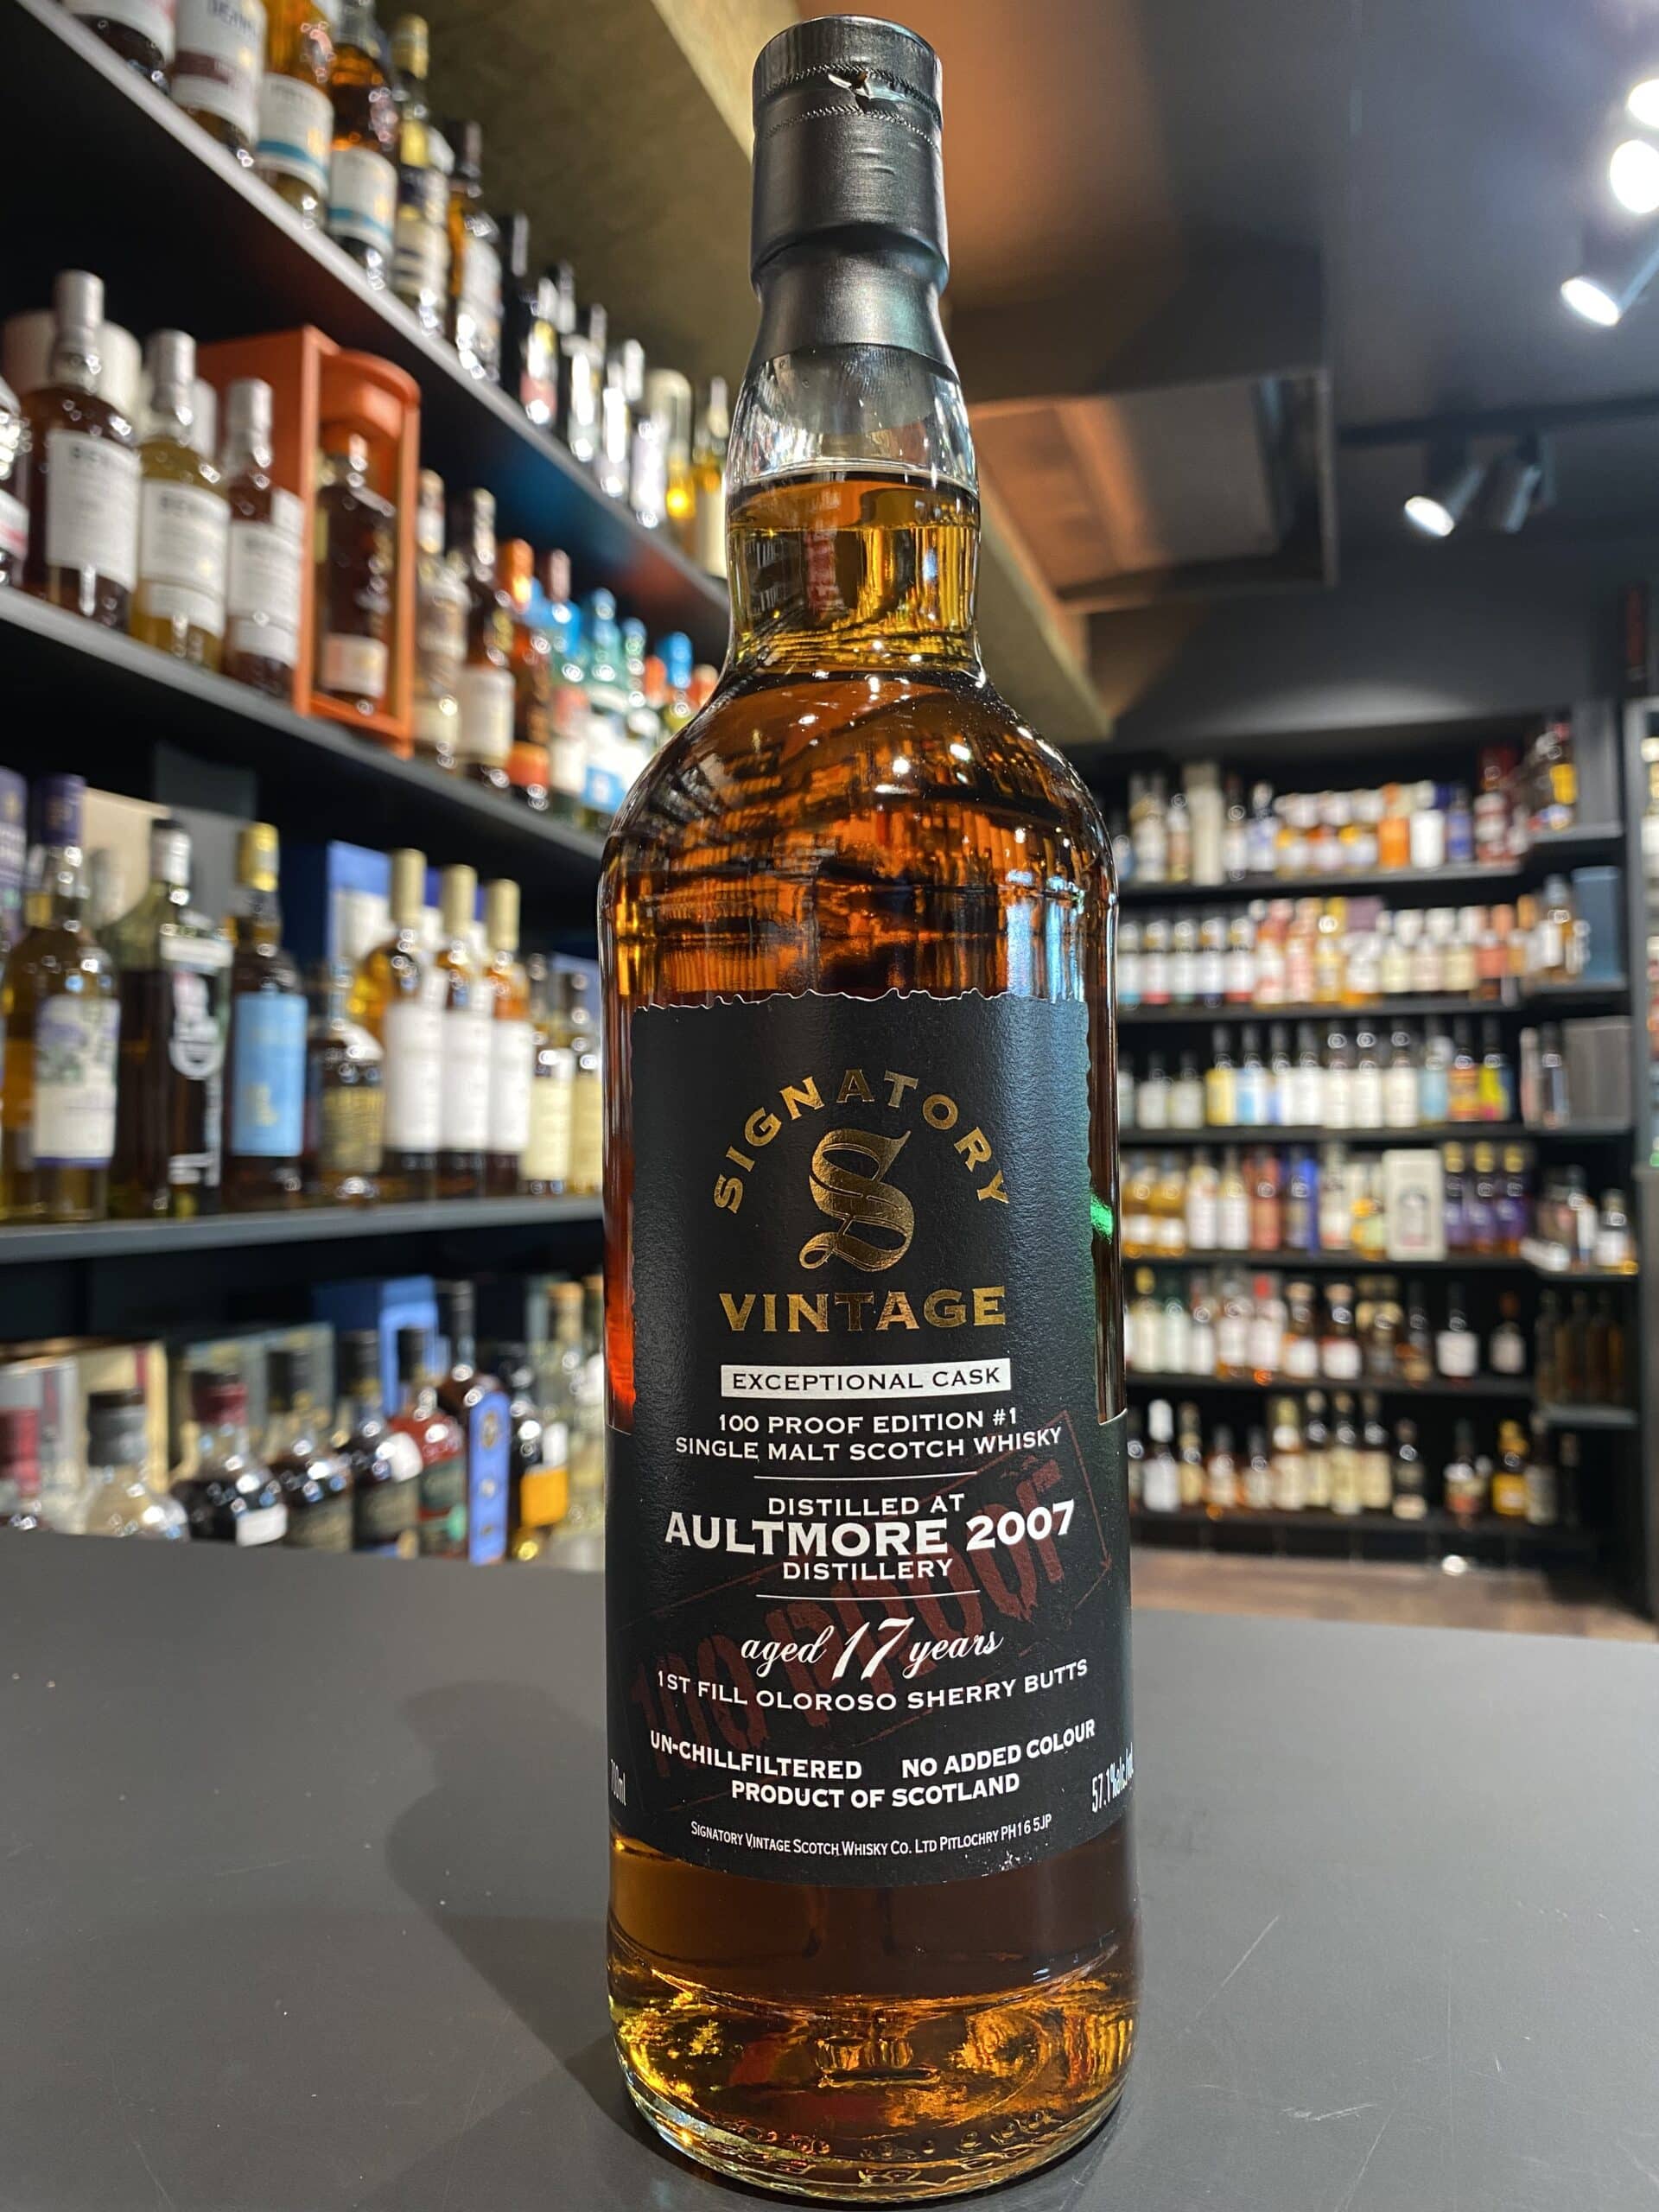 SIGNATORY
S
VINTAGE
EXCEPTIONAL CASK
100 PROOF EDITION #1
SINGLE MALT SCOTCH WHISKY
DISTILLED AT
AULTMORE 2007
DISTILLERY
100 PROOF
aged 17 years
1ST FILL OLOROSO SHERRY BUTTS
UN-CHILLFILTERED NO ADDED COLOUR
PRODUCT OF SCOTLAND
57.1%alc./vol
SIGNATORY VINTAGE SCOTCH WHISKY CO. LTD PITLOCHRY PH16 5JP